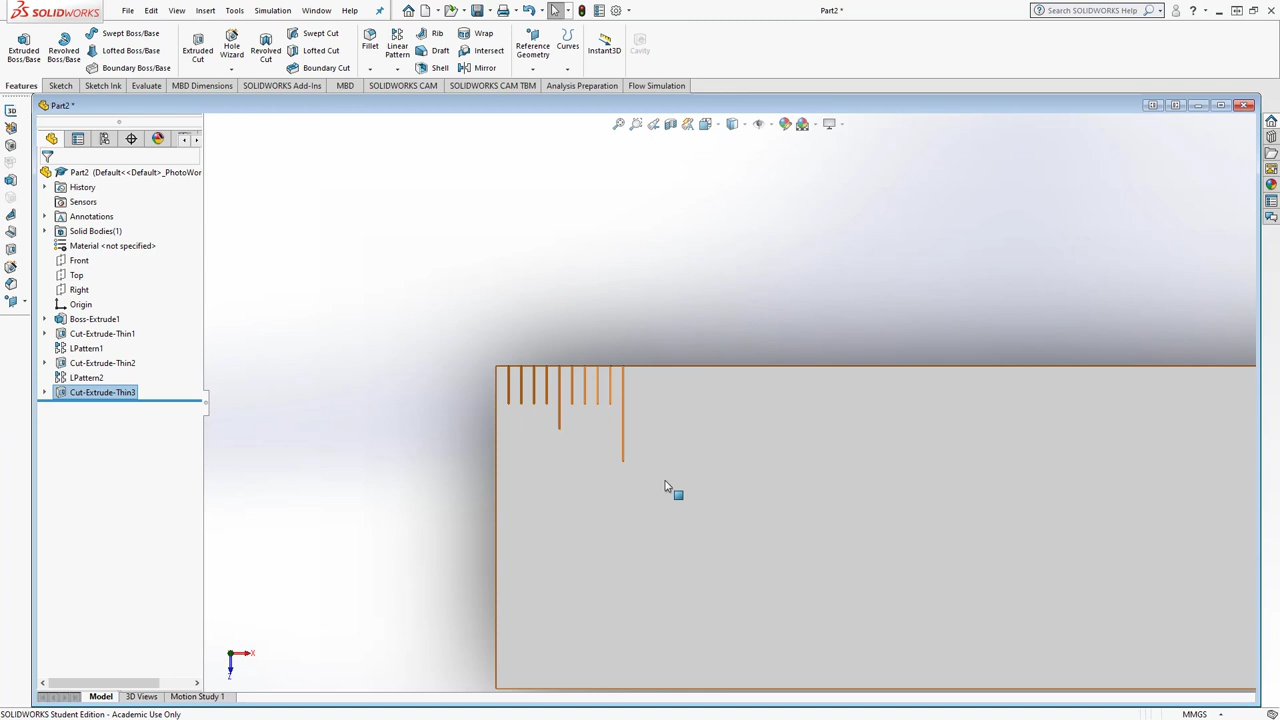 SOLIDWORKS
File
Edit
View
Insert
Tools
Simulation
Window
Help
Part2 *
Search SOLIDWORKS Help
Extruded Boss/Base
Revolved Boss/Base
Swept Boss/Base
Lofted Boss/Base
Boundary Boss/Base
Extruded Cut
Hole Wizard
Revolved Cut
Swept Cut
Lofted Cut
Boundary Cut
Fillet
Linear Pattern
Rib
Draft
Shell
Wrap
Intersect
Mirror
Reference Geometry
Curves
Instant3D
Cavity
Features
Sketch
Sketch Ink
Evaluate
MBD Dimensions
SOLIDWORKS Add-Ins
MBD
SOLIDWORKS CAM
SOLIDWORKS CAM TBM
Analysis Preparation
Flow Simulation
Part2 *
Part2 (Default<<Default>_PhotoWor
History
Sensors
Annotations
Solid Bodies(1)
Material <not specified>
Front
Top
Right
Origin
Boss-Extrude1
Cut-Extrude-Thin1
LPattern1
Cut-Extrude-Thin2
LPattern2
Cut-Extrude-Thin3
X
Z
Model
3D Views
Motion Study 1
SOLIDWORKS Student Edition - Academic Use Only
MMGS